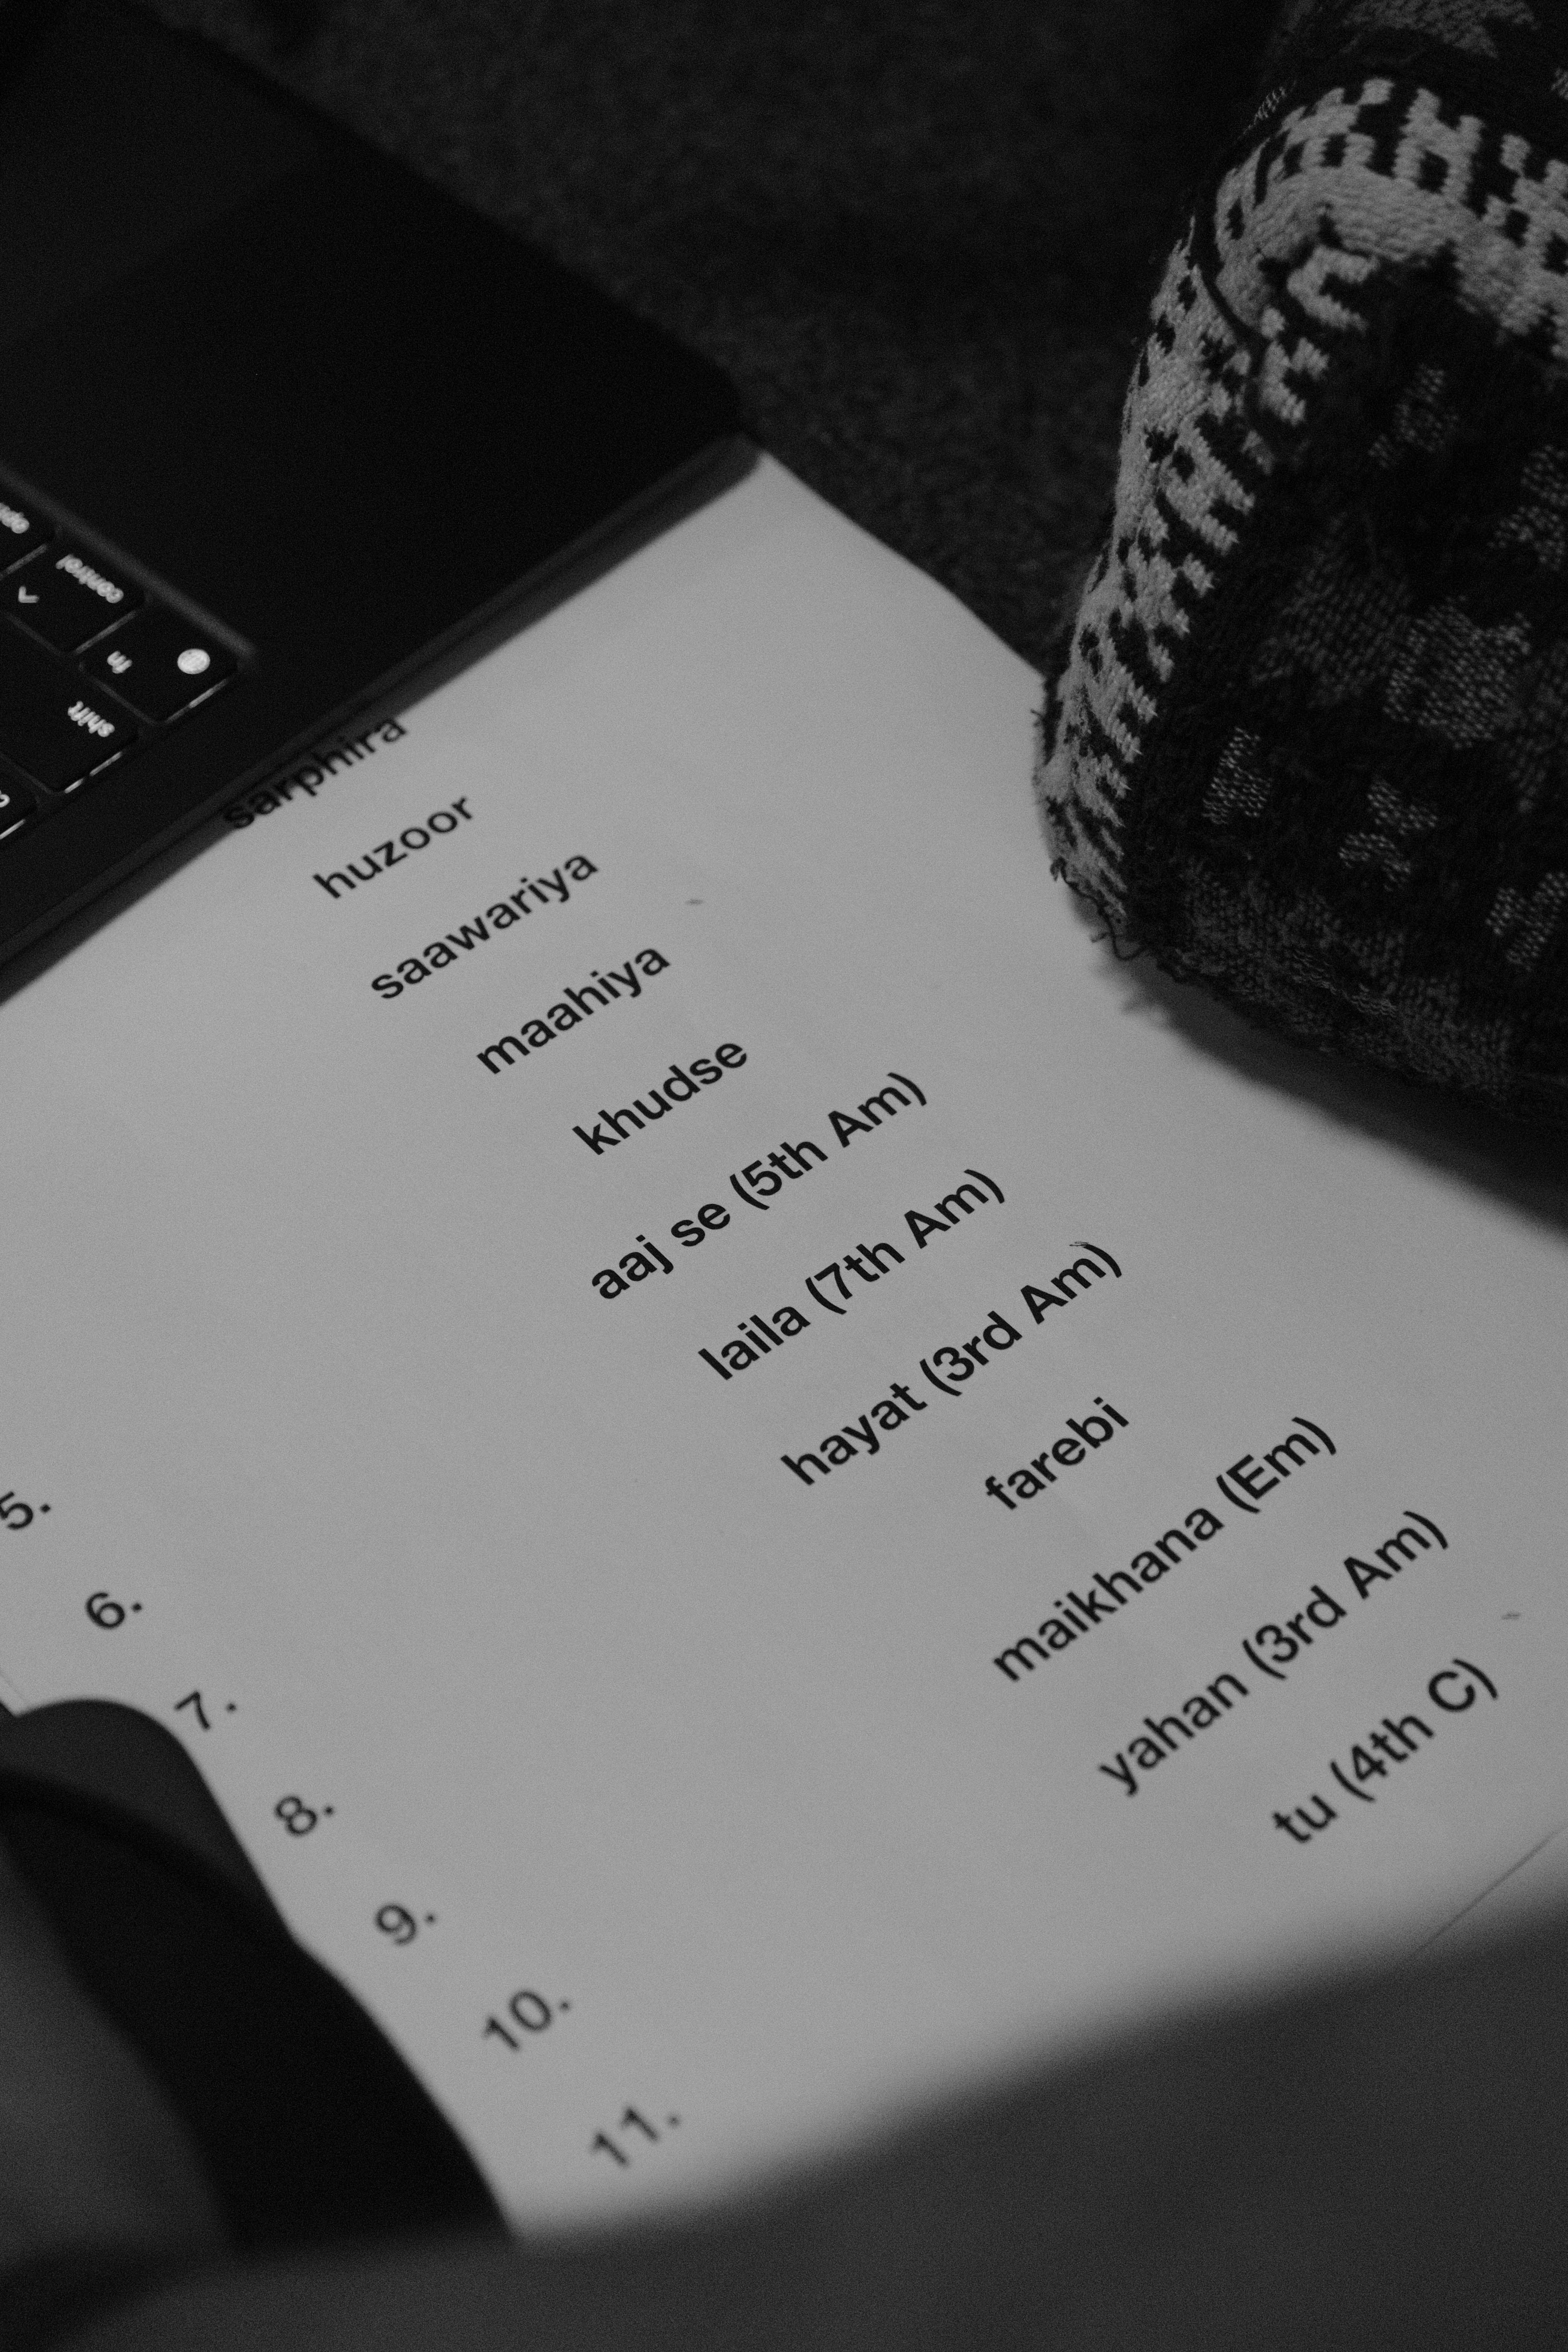 control
fn
shift
sarphira
huzoor
saawariya
maahiya
5. khudse
6. aaj se (5th Am)
7. laila (7th Am)
8. hayat (3rd Am)
9. farebi
10. maikhana (Em)
11. yahan (3rd Am)
tu (4th C)